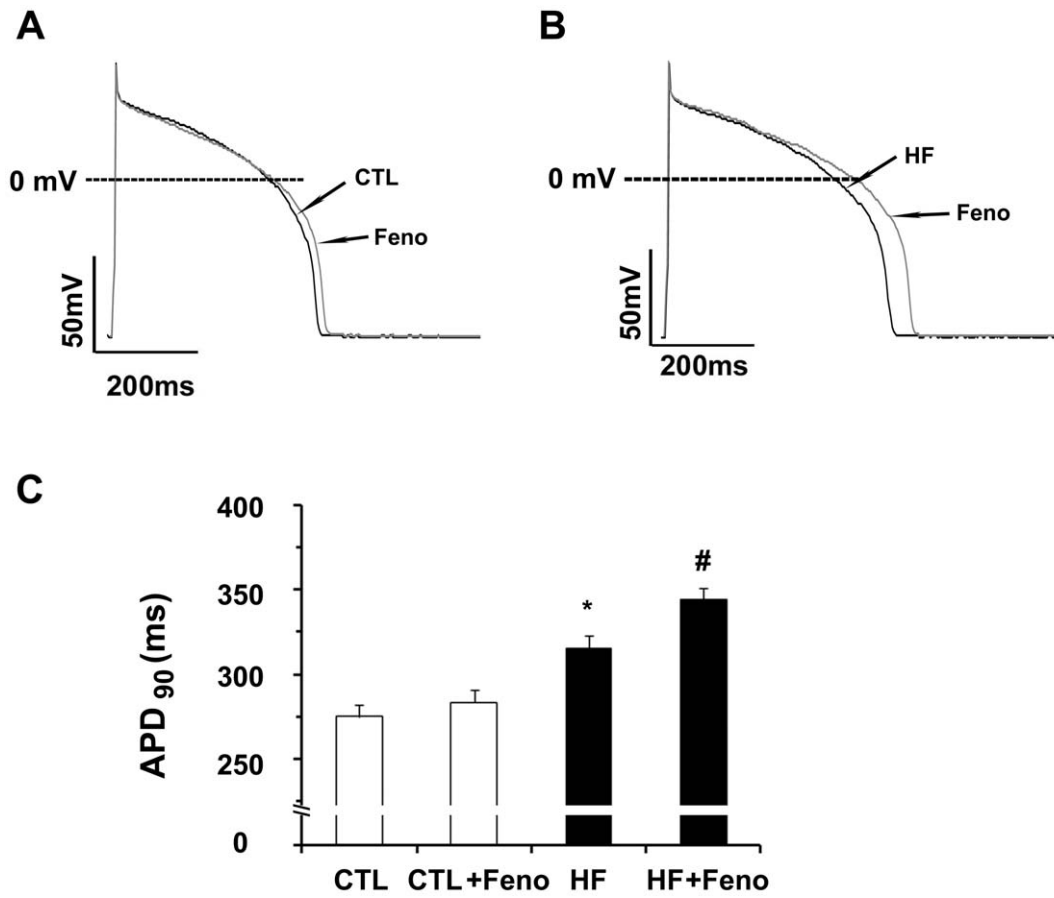 A
B
0 mV
CTL
Feno
50mV
200ms
0 mV
HF
Feno
50mV
200ms
C
APD 90 (ms)
400
350
300
250
0
*
#
CTL
CTL+Feno
HF
HF+Feno